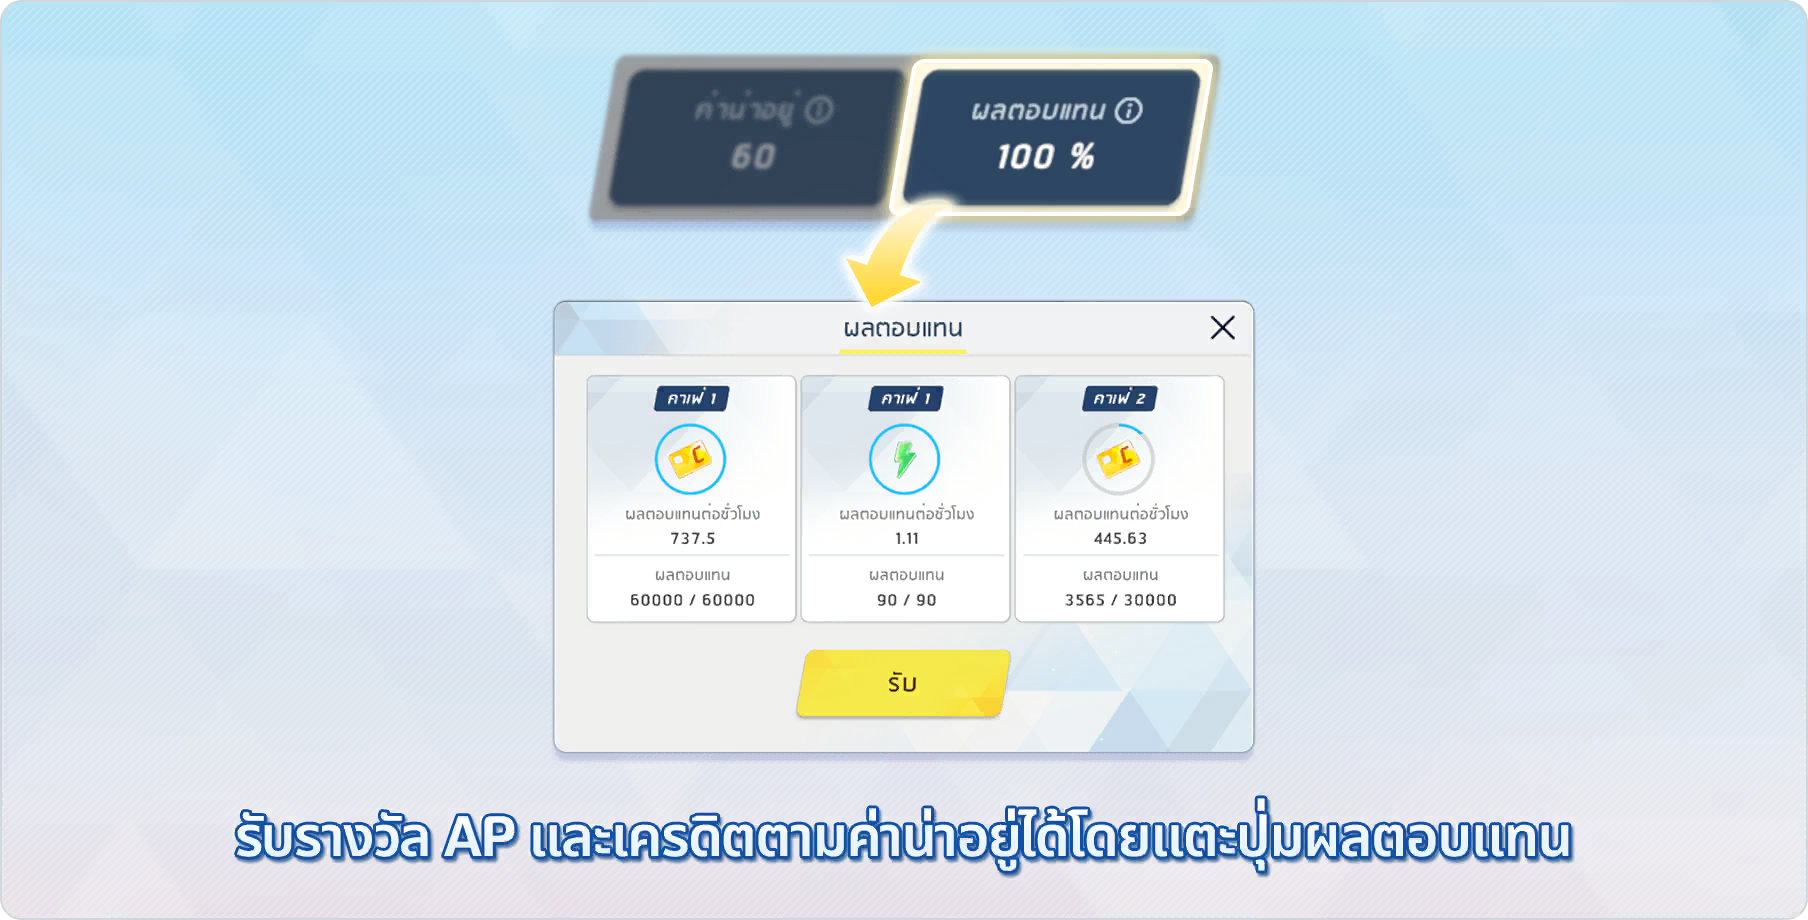 ค่าน่าอยู่
60
ผลตอบแทน
100 %
ผลตอบแทน
คาเฟ่ 1
ผลตอบแทนต่อชั่วโมง
737.5
ผลตอบแทน
60000 / 60000
คาเฟ่ 1
ผลตอบแทนต่อชั่วโมง
1.11
ผลตอบแทน
90 / 90
คาเฟ่ 2
ผลตอบแทนต่อชั่วโมง
445.63
ผลตอบแทน
3565 / 30000
รับ
รับรางวัล AP และเครดิตตามค่าน่าอยู่ได้โดยแตะปุ่มผลตอบแทน